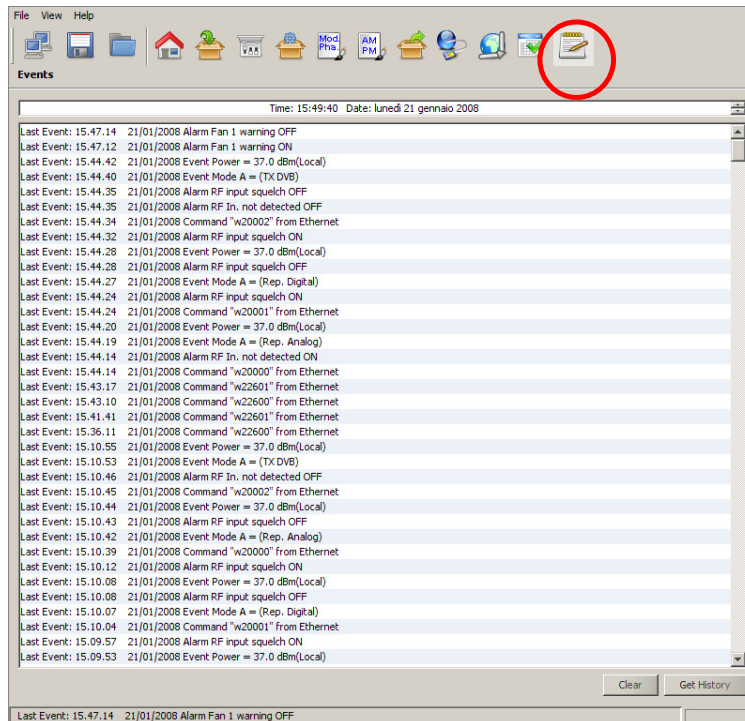 File View Help
Mod. Pha.
AM PM
Events
Time: 15:49:40 Date: lunedì 21 gennaio 2008
Last Event: 15.47.14 21/01/2008 Alarm Fan 1 warning OFF
Last Event: 15.47.12 21/01/2008 Alarm Fan 1 warning ON
Last Event: 15.44.42 21/01/2008 Event Power = 37.0 dBm(Local)
Last Event: 15.44.40 21/01/2008 Event Mode A = (TX DVB)
Last Event: 15.44.35 21/01/2008 Alarm RF input squelch OFF
Last Event: 15.44.35 21/01/2008 Alarm RF In. not detected OFF
Last Event: 15.44.34 21/01/2008 Command "w20002" from Ethernet
Last Event: 15.44.32 21/01/2008 Alarm RF input squelch ON
Last Event: 15.44.28 21/01/2008 Event Power = 37.0 dBm(Local)
Last Event: 15.44.28 21/01/2008 Alarm RF input squelch OFF
Last Event: 15.44.27 21/01/2008 Event Mode A = (Rep. Digital)
Last Event: 15.44.24 21/01/2008 Alarm RF input squelch ON
Last Event: 15.44.24 21/01/2008 Command "w20001" from Ethernet
Last Event: 15.44.20 21/01/2008 Event Power = 37.0 dBm(Local)
Last Event: 15.44.19 21/01/2008 Event Mode A = (Rep. Analog)
Last Event: 15.44.14 21/01/2008 Alarm RF In. not detected ON
Last Event: 15.44.14 21/01/2008 Command "w20000" from Ethernet
Last Event: 15.43.17 21/01/2008 Command "w22601" from Ethernet
Last Event: 15.43.10 21/01/2008 Command "w22600" from Ethernet
Last Event: 15.41.41 21/01/2008 Command "w22601" from Ethernet
Last Event: 15.36.11 21/01/2008 Command "w22600" from Ethernet
Last Event: 15.10.55 21/01/2008 Event Power = 37.0 dBm(Local)
Last Event: 15.10.53 21/01/2008 Event Mode A = (TX DVB)
Last Event: 15.10.46 21/01/2008 Alarm RF In. not detected OFF
Last Event: 15.10.45 21/01/2008 Command "w20002" from Ethernet
Last Event: 15.10.44 21/01/2008 Event Power = 37.0 dBm(Local)
Last Event: 15.10.43 21/01/2008 Alarm RF input squelch OFF
Last Event: 15.10.42 21/01/2008 Event Mode A = (Rep. Analog)
Last Event: 15.10.39 21/01/2008 Command "w20000" from Ethernet
Last Event: 15.10.12 21/01/2008 Alarm RF input squelch ON
Last Event: 15.10.08 21/01/2008 Event Power = 37.0 dBm(Local)
Last Event: 15.10.08 21/01/2008 Alarm RF input squelch OFF
Last Event: 15.10.07 21/01/2008 Event Mode A = (Rep. Digital)
Last Event: 15.10.04 21/01/2008 Command "w20001" from Ethernet
Last Event: 15.09.57 21/01/2008 Alarm RF input squelch ON
Last Event: 15.09.53 21/01/2008 Event Power = 37.0 dBm(Local)
Clear Get History
Last Event: 15.47.14 21/01/2008 Alarm Fan 1 warning OFF